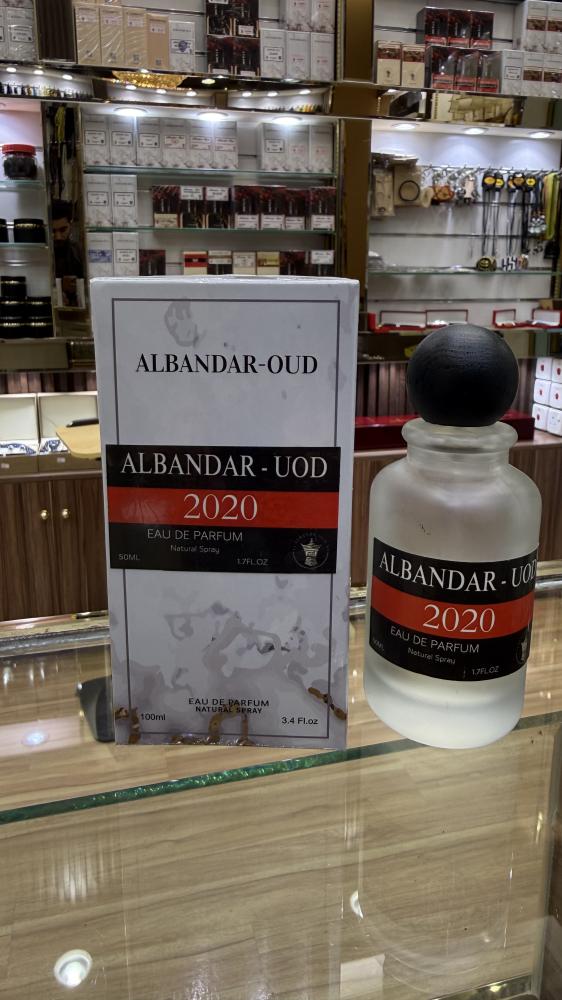 ALBANDAR-OUD
ALBANDAR - UOD
2020
EAU DE PARFUM
Natural Spray
50ML 1.7FL.OZ
EAU DE PARFUM
NATURAL SPRAY
100ml 3.4 Fl.oz
ALBANDAR - UOD
2020
EAU DE PARFUM
Natural Spray
50ML 1.7FL.OZ